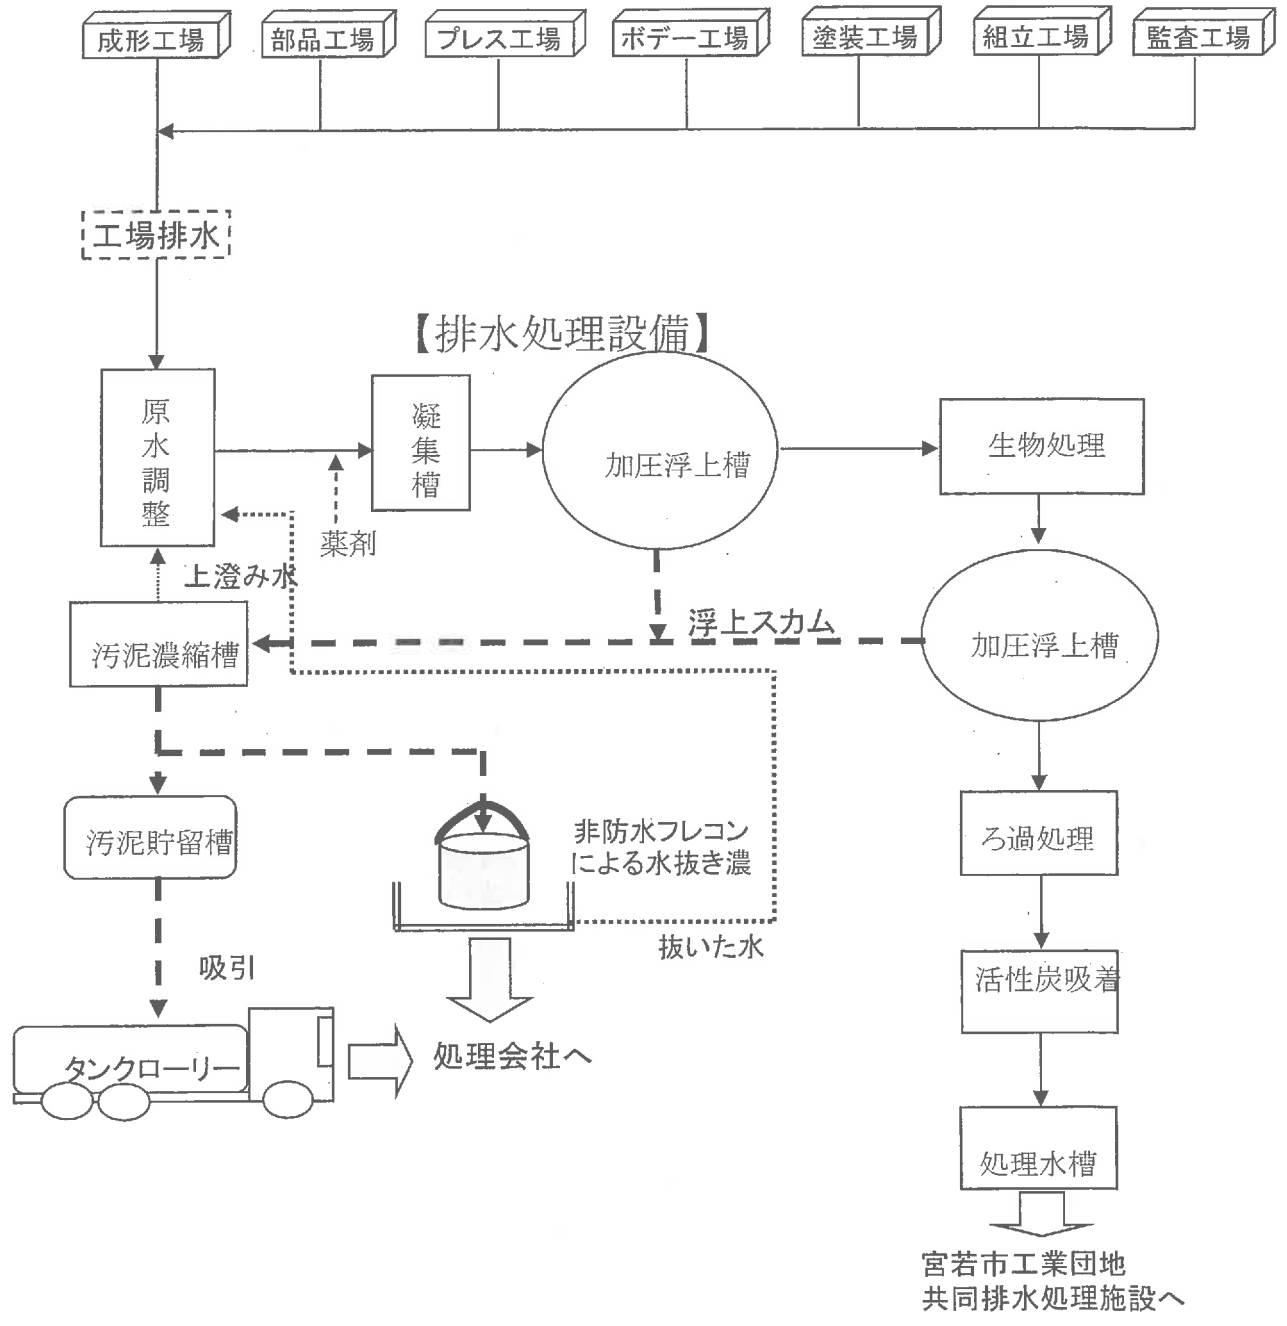 成形工場
部品工場
プレス工場
ボデー工場
塗装工場
組立工場
監査工場
工場排水
【排水処理設備】
原水調整
凝集槽
加圧浮上槽
生物処理
薬剤
上澄み水
浮上スカム
汚泥濃縮槽
加圧浮上槽
汚泥貯留槽
非防水フレコン
による水抜き濃
ろ過処理
抜いた水
吸引
活性炭吸着
タンクローリー
処理会社へ
処理水槽
宮若市工業団地
共同排水処理施設へ